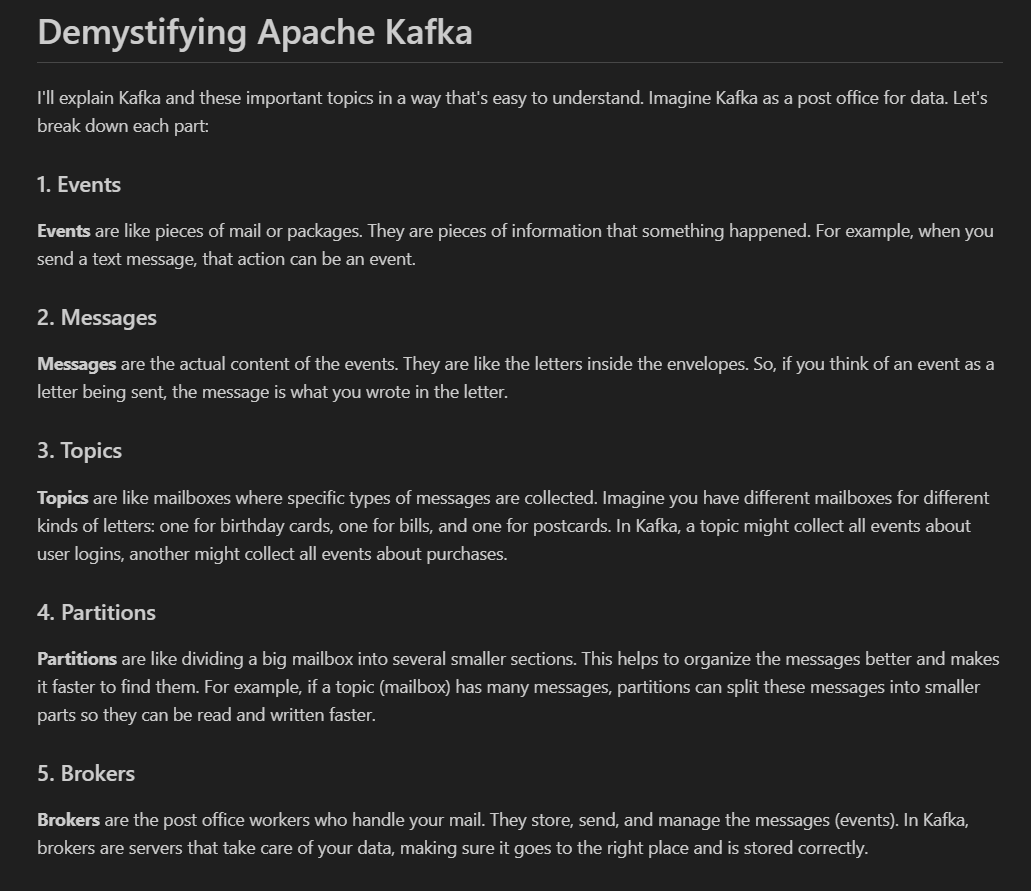 Demystifying Apache Kafka
I'll explain Kafka and these important topics in a way that's easy to understand. Imagine Kafka as a post office for data. Let's
break down each part:
1. Events
Events are like pieces of mail or packages. They are pieces of information that something happened. For example, when you
send a text message, that action can be an event.
2. Messages
Messages are the actual content of the events. They are like the letters inside the envelopes. So, if you think of an event as a
letter being sent, the message is what you wrote in the letter.
3. Topics
Topics are like mailboxes where specific types of messages are collected. Imagine you have different mailboxes for different
kinds of letters: one for birthday cards, one for bills, and one for postcards. In Kafka, a topic might collect all events about
user logins, another might collect all events about purchases.
4. Partitions
Partitions are like dividing a big mailbox into several smaller sections. This helps to organize the messages better and makes
it faster to find them. For example, if a topic (mailbox) has many messages, partitions can split these messages into smaller
parts so they can be read and written faster.
5. Brokers
Brokers are the post office workers who handle your mail. They store, send, and manage the messages (events). In Kafka,
brokers are servers that take care of your data, making sure it goes to the right place and is stored correctly.